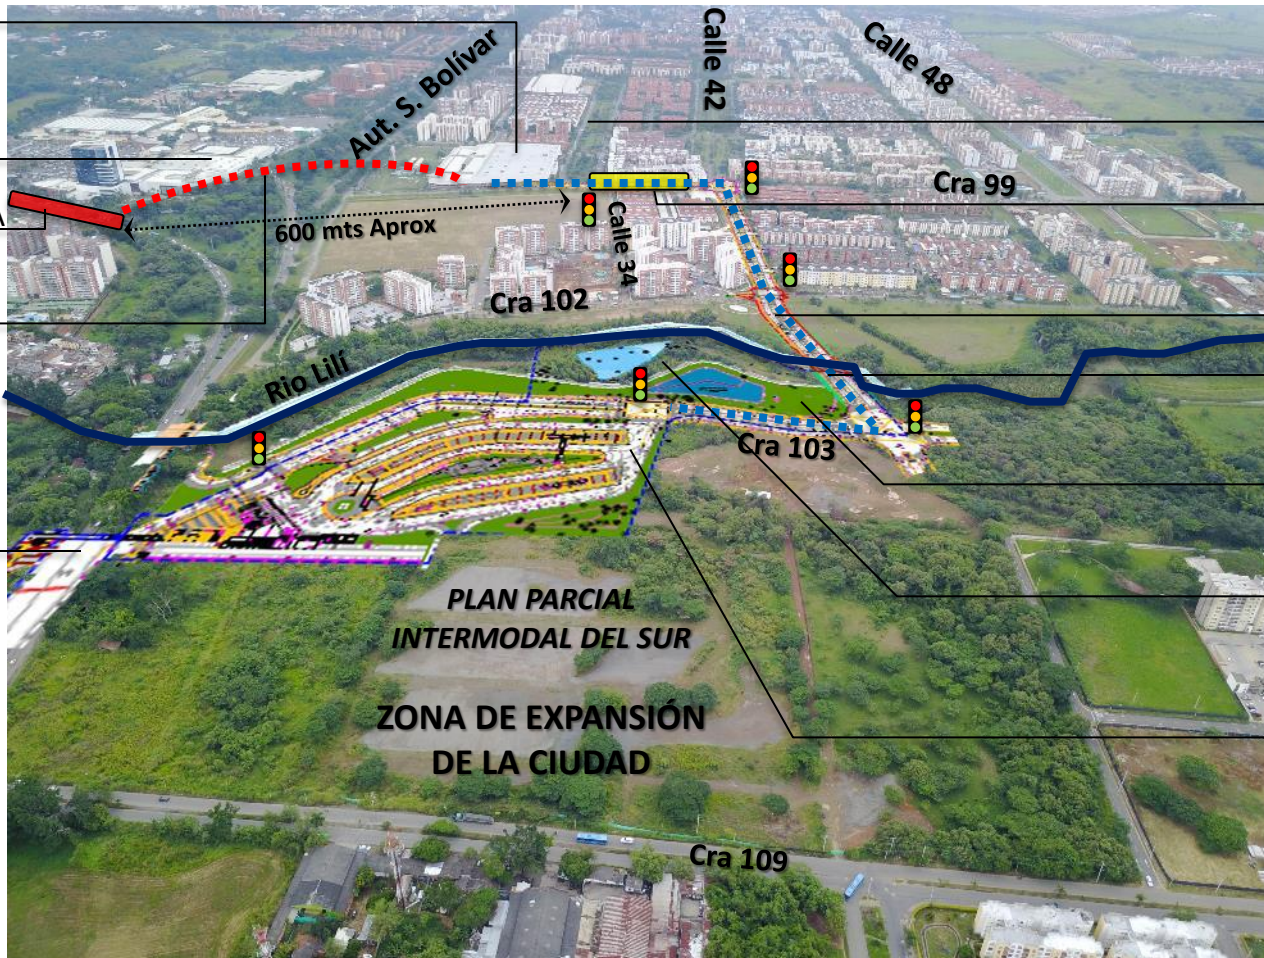 Aut. S. Bolívar
Calle 42
Calle 48
Cra 99
A
600 mts Aprox
Calle 34
Cra 102
Rio Lilí
Cra 103
PLAN PARCIAL
INTERMODAL DEL SUR
ZONA DE EXPANSIÓN
DE LA CIUDAD
Cra 109